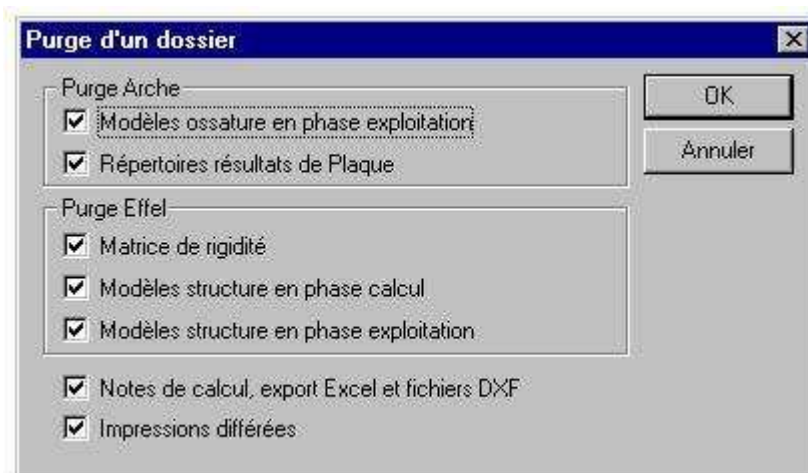 Purge d'un dossier
Purge Arche
Modèles ossature en phase exploitation
Répertoires résultats de Plaque
OK
Annuler
Purge Effel
Matrice de rigidité
Modèles structure en phase calcul
Modèles structure en phase exploitation
Notes de calcul, export Excel et fichiers DXF
Impressions différées